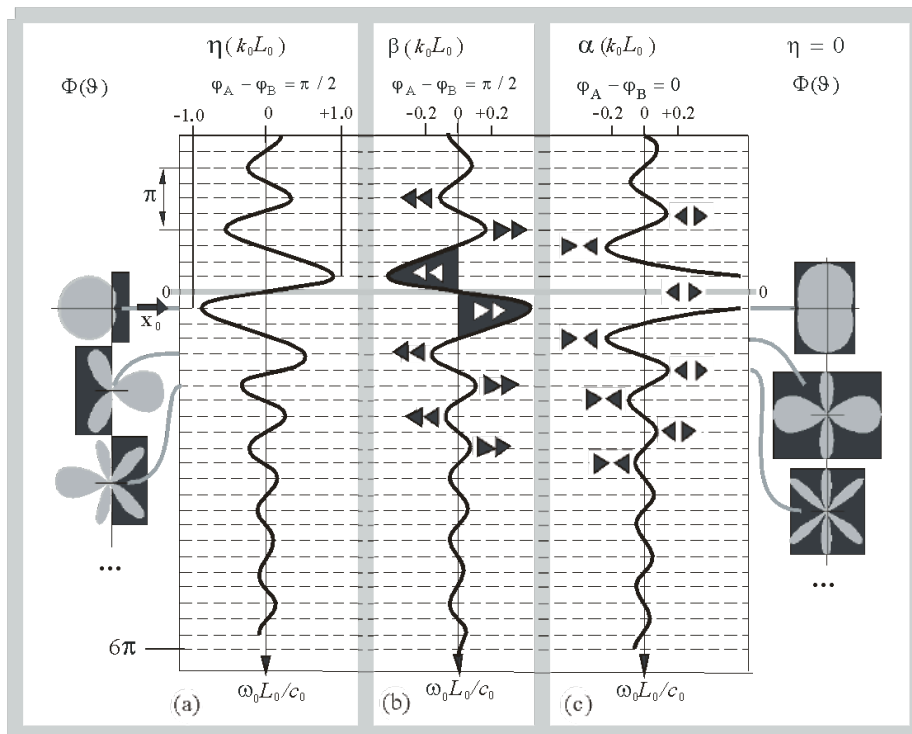 η(k₀L₀)
β(k₀L₀)
α(k₀L₀)
η = 0
Φ(ϑ)
φA − φB = π / 2
φA − φB = π / 2
φA − φB = 0
Φ(ϑ)
-1.0 0 +1.0
−0.2 0 +0.2
−0.2 0 +0.2
π
0
0
x₀
...
...
6π
ω₀L₀/c₀
ω₀L₀/c₀
ω₀L₀/c₀
(a)
(b)
(c)